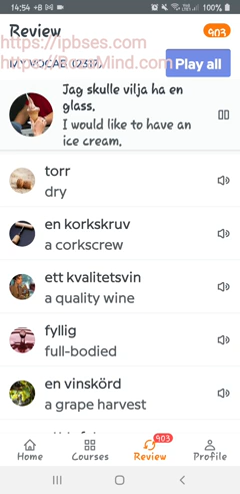 14:54
Review
903
https://ipbses.com
MY VOCAB (2317)
Play all
Jag skulle vilja ha en
glass.
I would like to have an
ice cream.
torr
dry
en korkskruv
a corkscrew
ett kvalitetsvin
a quality wine
fyllig
full-bodied
en vinskörd
a grape harvest
903
Home
Courses
Review
Profile